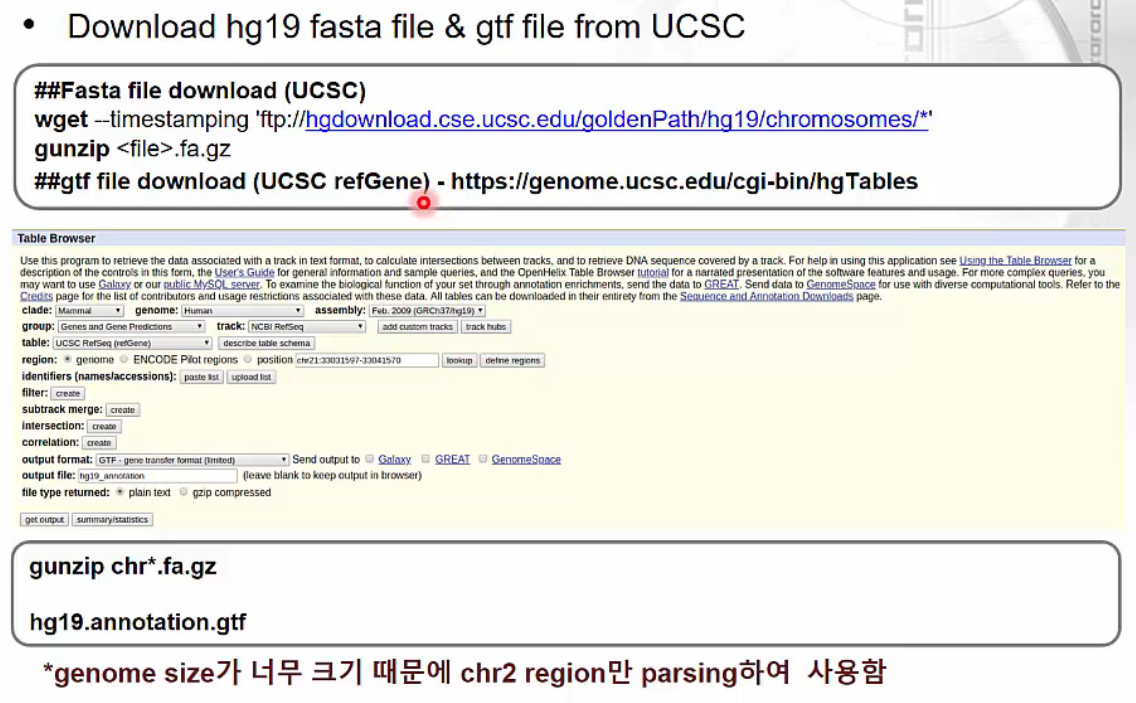 • Download hg19 fasta file & gtf file from UCSC
##Fasta file download (UCSC)
wget --timestamping 'ftp://hgdownload.cse.ucsc.edu/goldenPath/hg19/chromosomes/*'
gunzip <file>.fa.gz
##gtf file download (UCSC refGene) - https://genome.ucsc.edu/cgi-bin/hgTables
Table Browser
Use this program to retrieve the data associated with a track in text format, to calculate intersections between tracks, and to retrieve DNA sequence covered by a track. For help in using this application see Using the Table Browser for a
description of the controls in this form, the User's Guide for general information and sample queries, and the OpenHelix Table Browser tutorial for a narrated presentation of the software features and usage. For more complex queries, you
may want to use Galaxy or our public MySQL server. To examine the biological function of your set through annotation enrichments, send the data to GREAT. Send data to GenomeSpace for use with diverse computational tools. Refer to the
Credits page for the list of contributors and usage restrictions associated with these data. All tables can be downloaded in their entirety from the Sequence and Annotation Downloads page.
clade: Mammal genome: Human assembly: Feb. 2009 (GRCh37/hg19)
group: Genes and Gene Predictions track: NCBI RefSeq add custom tracks track hubs
table: UCSC RefSeq (refGene) describe table schema
region: genome ENCODE Pilot regions position chr21:33031597-33041570 lookup define regions
identifiers (names/accessions): paste list upload list
filter: create
subtrack merge: create
intersection: create
correlation: create
output format: GTF - gene transfer format (limited) Send output to Galaxy GREAT GenomeSpace
output file: hg19_annotation (leave blank to keep output in browser)
file type returned: plain text gzip compressed
get output summary/statistics
gunzip chr*.fa.gz
hg19.annotation.gtf
*genome size가 너무 크기 때문에 chr2 region만 parsing하여 사용함